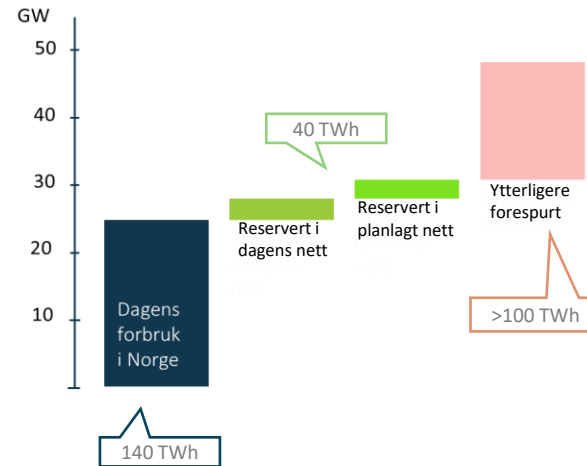 GW
50
40
30
20
10
40 TWh
Reservert i
dagens nett
Reservert i
planlagt nett
Ytterligere
forespurt
Dagens
forbruk
i Norge
>100 TWh
140 TWh